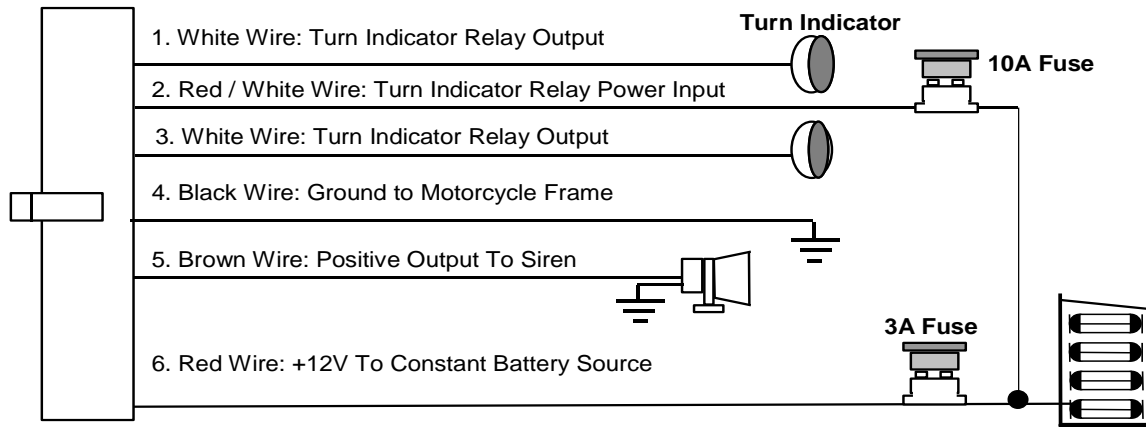 Turn Indicator
1. White Wire: Turn Indicator Relay Output
10A Fuse
2. Red / White Wire: Turn Indicator Relay Power Input
3. White Wire: Turn Indicator Relay Output
4. Black Wire: Ground to Motorcycle Frame
5. Brown Wire: Positive Output To Siren
3A Fuse
6. Red Wire: +12V To Constant Battery Source